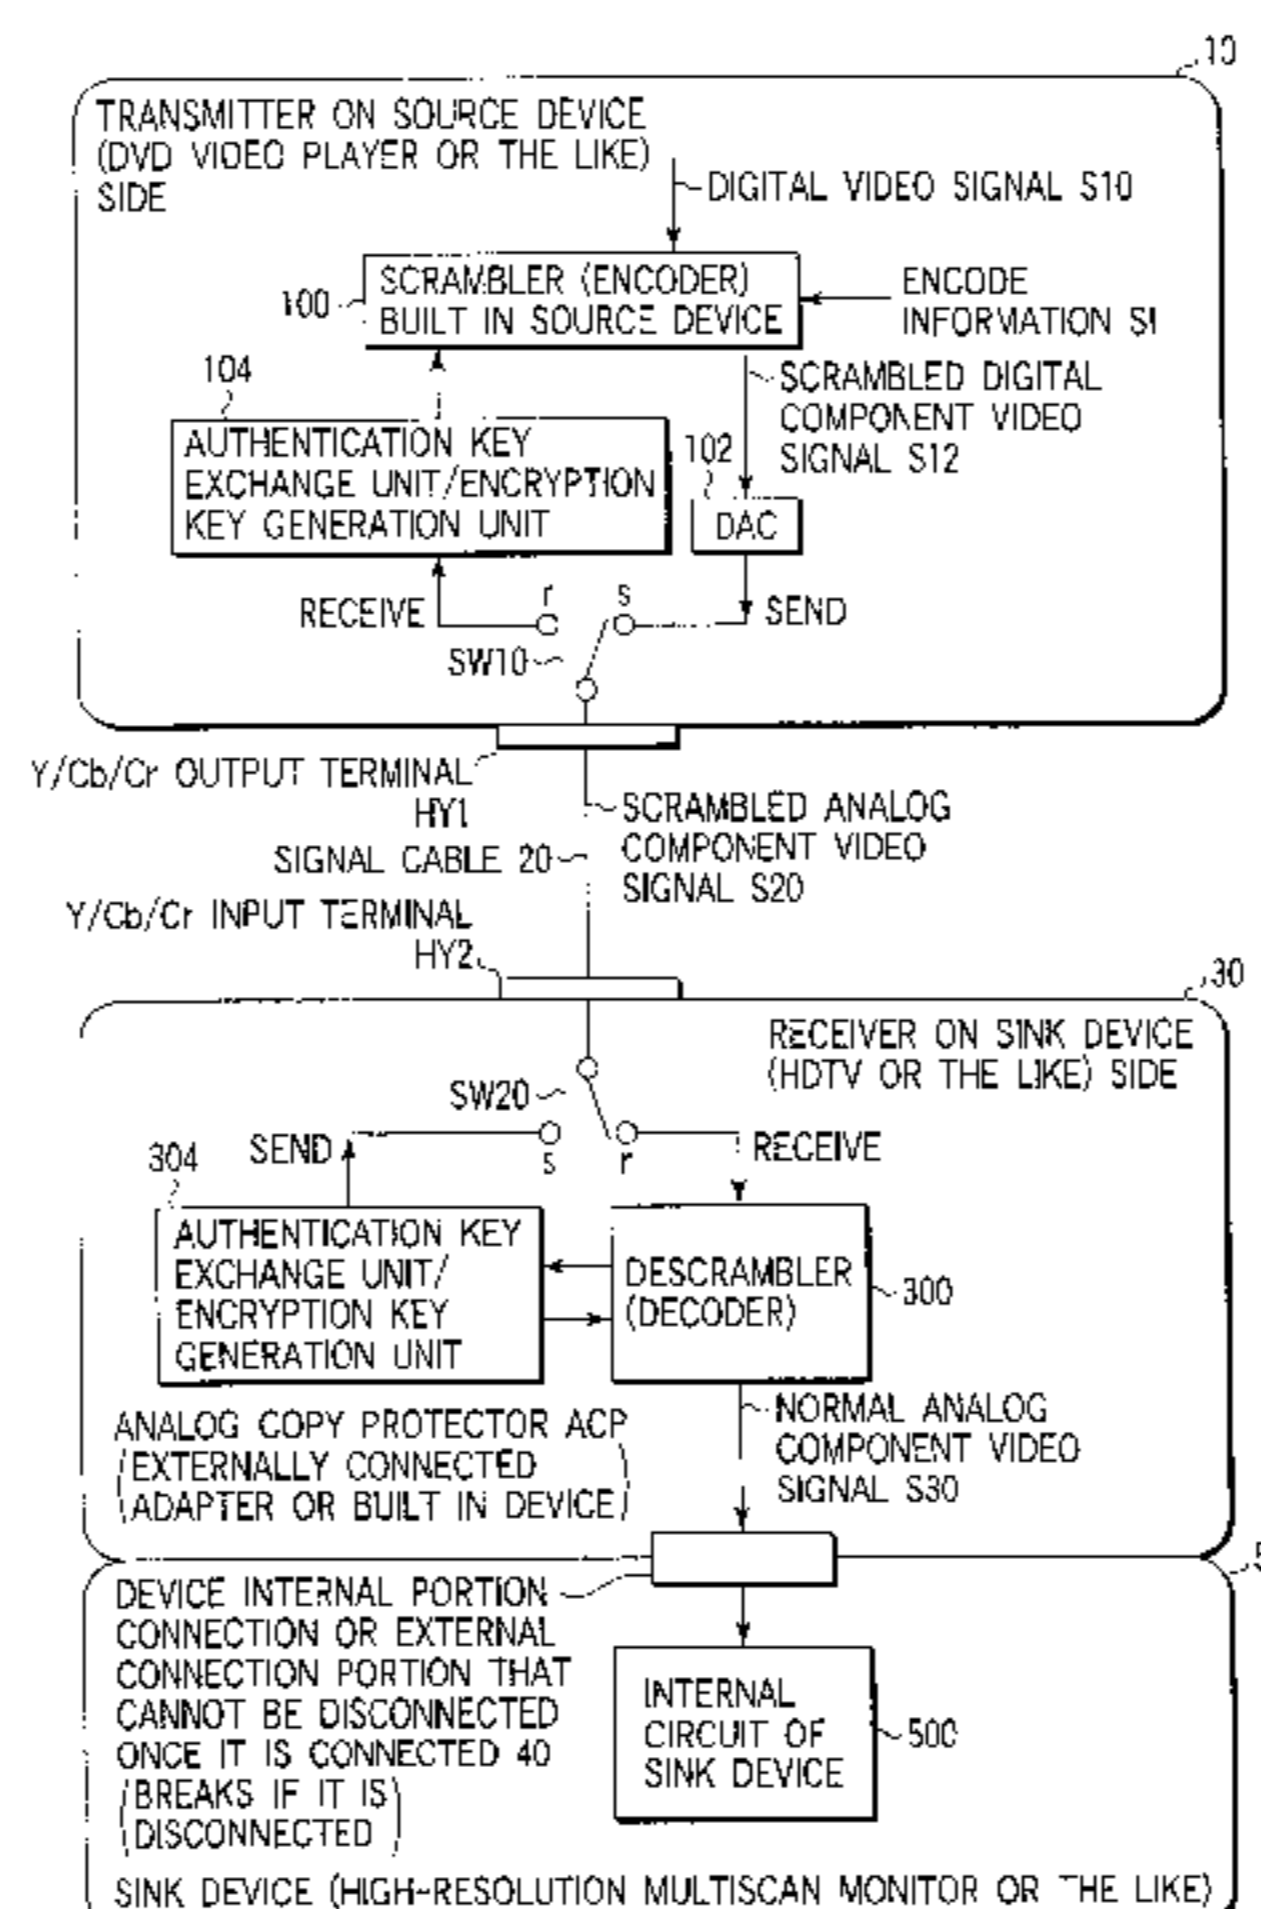 10
TRANSMITTER ON SOURCE DEVICE
(DVD VIDEO PLAYER OR THE LIKE)
SIDE
DIGITAL VIDEO SIGNAL S10
100
SCRAMBLER (ENCODER)
BUILT IN SOURCE DEVICE
ENCODE
INFORMATION SI
104
SCRAMBLED DIGITAL
COMPONENT VIDEO
SIGNAL S12
AUTHENTICATION KEY
EXCHANGE UNIT/ENCRYPTION
KEY GENERATION UNIT
102
DAC
RECEIVE
r
s
SEND
SW10
Y/Cb/Cr OUTPUT TERMINAL
HY1
SCRAMBLED ANALOG
COMPONENT VIDEO
SIGNAL S20
SIGNAL CABLE 20
Y/Cb/Cr INPUT TERMINAL
HY2
30
RECEIVER ON SINK DEVICE
(HDTV OR THE LIKE) SIDE
SW20
SEND
s
r
RECEIVE
304
AUTHENTICATION KEY
EXCHANGE UNIT/
ENCRYPTION KEY
GENERATION UNIT
DESCRAMBLER
(DECODER)
300
ANALOG COPY PROTECTOR ACP
(EXTERNALLY CONNECTED
ADAPTER OR BUILT IN DEVICE)
NORMAL ANALOG
COMPONENT VIDEO
SIGNAL S30
DEVICE INTERNAL PORTION
CONNECTION OR EXTERNAL
CONNECTION PORTION THAT
CANNOT BE DISCONNECTED
ONCE IT IS CONNECTED 40
(BREAKS IF IT IS
DISCONNECTED)
INTERNAL
CIRCUIT OF
SINK DEVICE
500
SINK DEVICE (HIGH-RESOLUTION MULTISCAN MONITOR OR THE LIKE)